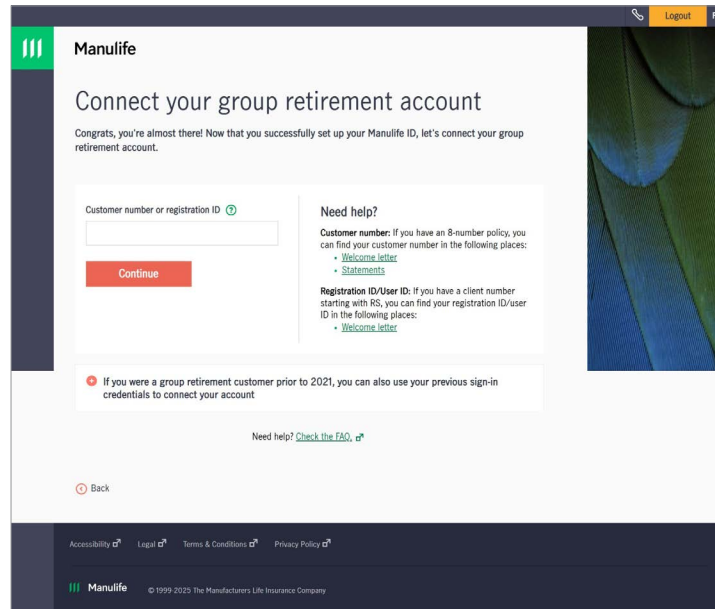 Logout
Manulife
Connect your group retirement account
Congrats, you're almost there! Now that you successfully set up your Manulife ID, let's connect your group
retirement account.
Customer number or registration ID
Continue
Need help?
Customer number: If you have an 8-number policy, you
can find your customer number in the following places:
• Welcome letter
• Statements
Registration ID/User ID: If you have a client number
starting with RS, you can find your registration ID/user
ID in the following places:
• Welcome letter
If you were a group retirement customer prior to 2021, you can also use your previous sign-in
credentials to connect your account
Need help? Check the FAQ.
Back
Accessibility Legal Terms & Conditions Privacy Policy
Manulife © 1999-2025 The Manufacturers Life Insurance Company